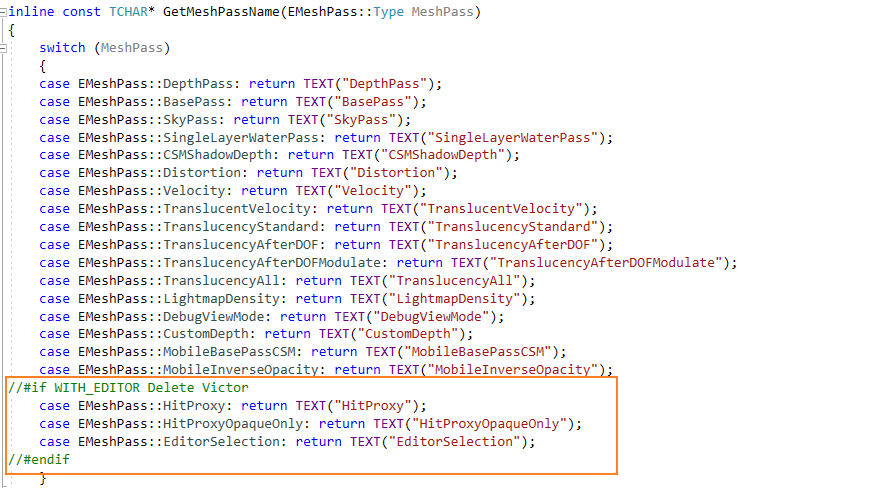 inline const TCHAR* GetMeshPassName(EMeshPass::Type MeshPass)
{
    switch (MeshPass)
    {
    case EMeshPass::DepthPass: return TEXT("DepthPass");
    case EMeshPass::BasePass: return TEXT("BasePass");
    case EMeshPass::SkyPass: return TEXT("SkyPass");
    case EMeshPass::SingleLayerWaterPass: return TEXT("SingleLayerWaterPass");
    case EMeshPass::CSMShadowDepth: return TEXT("CSMShadowDepth");
    case EMeshPass::Distortion: return TEXT("Distortion");
    case EMeshPass::Velocity: return TEXT("Velocity");
    case EMeshPass::TranslucentVelocity: return TEXT("TranslucentVelocity");
    case EMeshPass::TranslucencyStandard: return TEXT("TranslucencyStandard");
    case EMeshPass::TranslucencyAfterDOF: return TEXT("TranslucencyAfterDOF");
    case EMeshPass::TranslucencyAfterDOFModulate: return TEXT("TranslucencyAfterDOFModulate");
    case EMeshPass::TranslucencyAll: return TEXT("TranslucencyAll");
    case EMeshPass::LightmapDensity: return TEXT("LightmapDensity");
    case EMeshPass::DebugViewMode: return TEXT("DebugViewMode");
    case EMeshPass::CustomDepth: return TEXT("CustomDepth");
    case EMeshPass::MobileBasePassCSM: return TEXT("MobileBasePassCSM");
    case EMeshPass::MobileInverseOpacity: return TEXT("MobileInverseOpacity");
//#if WITH_EDITOR Delete Victor
    case EMeshPass::HitProxy: return TEXT("HitProxy");
    case EMeshPass::HitProxyOpaqueOnly: return TEXT("HitProxyOpaqueOnly");
    case EMeshPass::EditorSelection: return TEXT("EditorSelection");
//#endif
    }